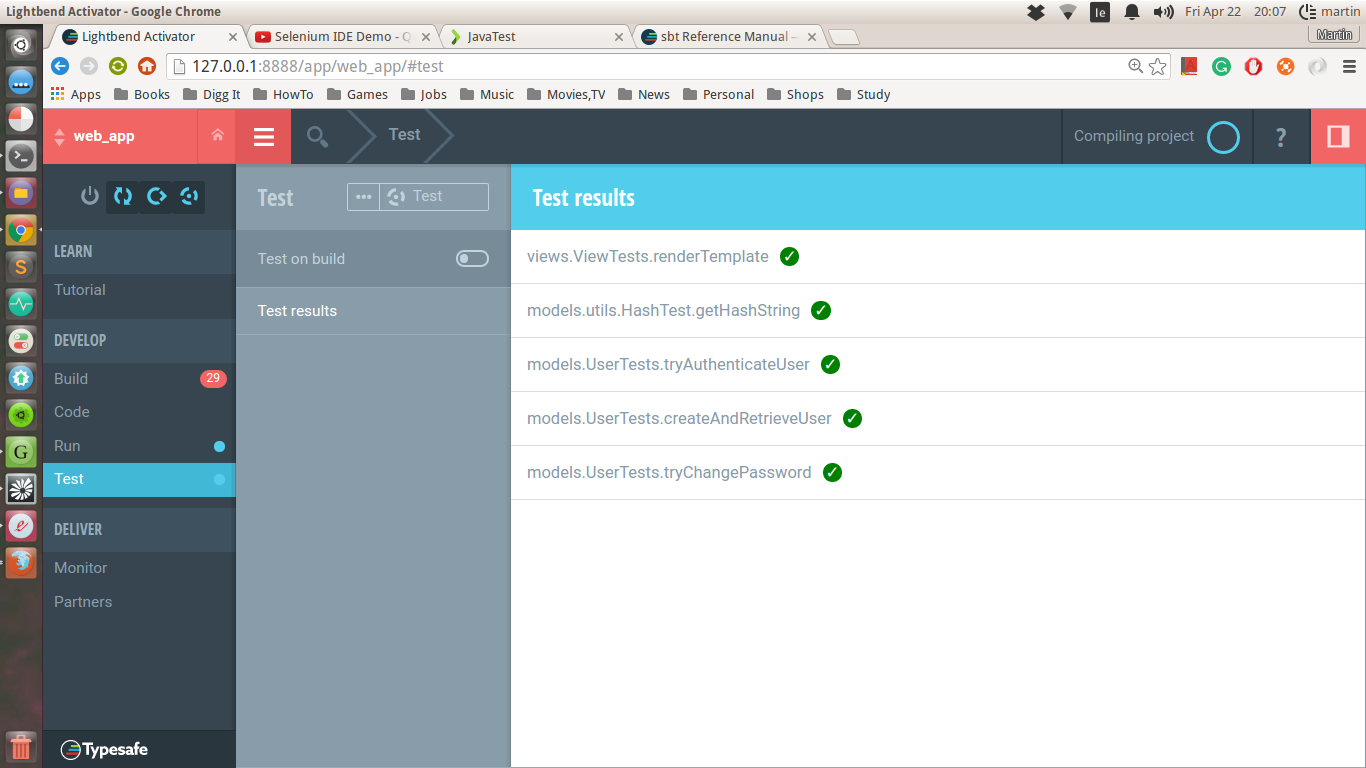 Lightbend Activator - Google Chrome
Ie
Fri Apr 22
20:07
martin
Lightbend Activator
Selenium IDE Demo - Q
JavaTest
sbt Reference Manual —
Martin
127.0.0.1:8888/app/web_app/#test
Apps
Books
Digg It
HowTo
Games
Jobs
Music
Movies,TV
News
Personal
Shops
Study
web_app
Test
Compiling project
?
Test
Test
Test results
LEARN
Test on build
views.ViewTests.renderTemplate
Tutorial
Test results
models.utils.HashTest.getHashString
DEVELOP
models.UserTests.tryAuthenticateUser
Build
29
Code
models.UserTests.createAndRetrieveUser
Run
Test
models.UserTests.tryChangePassword
DELIVER
Monitor
Partners
Typesafe